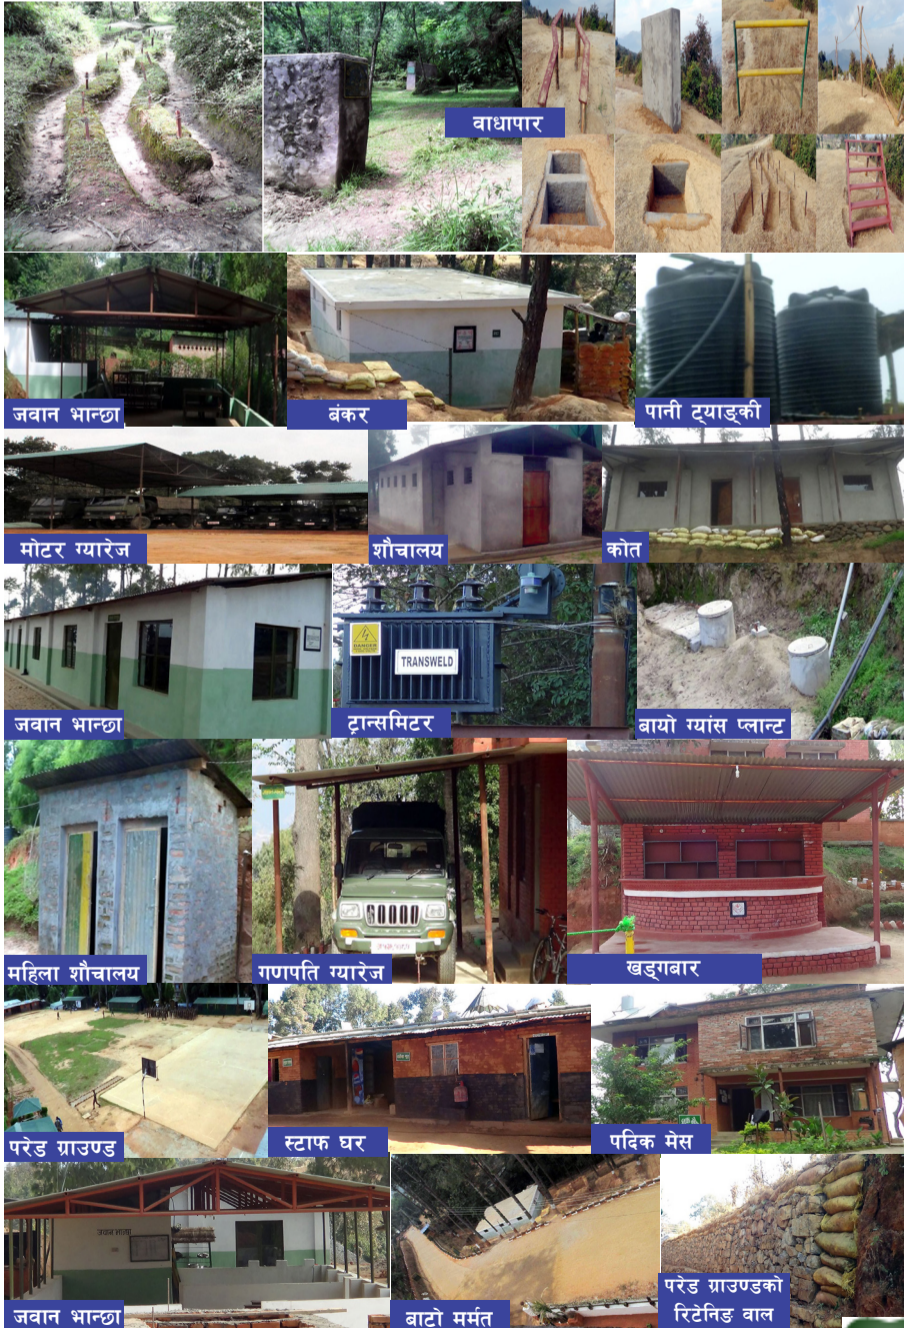 वाधापार
जवान भान्छा
बंकर
पानी ट्याङ्की
मोटर ग्यारेज
शौचालय
कोत
DANGER
TRANSWELD
जवान भान्छा
ट्रान्समिटर
बायो ग्यांस प्लान्ट
महिला शौचालय
गणपति ग्यारेज
खड्गबार
परेड ग्राउण्ड
स्टाफ घर
पदिक मेस
जवान भान्सा
जवान भान्छा
बाटो मर्मत
परेड ग्राउण्डको
रिटेनिङ वाल